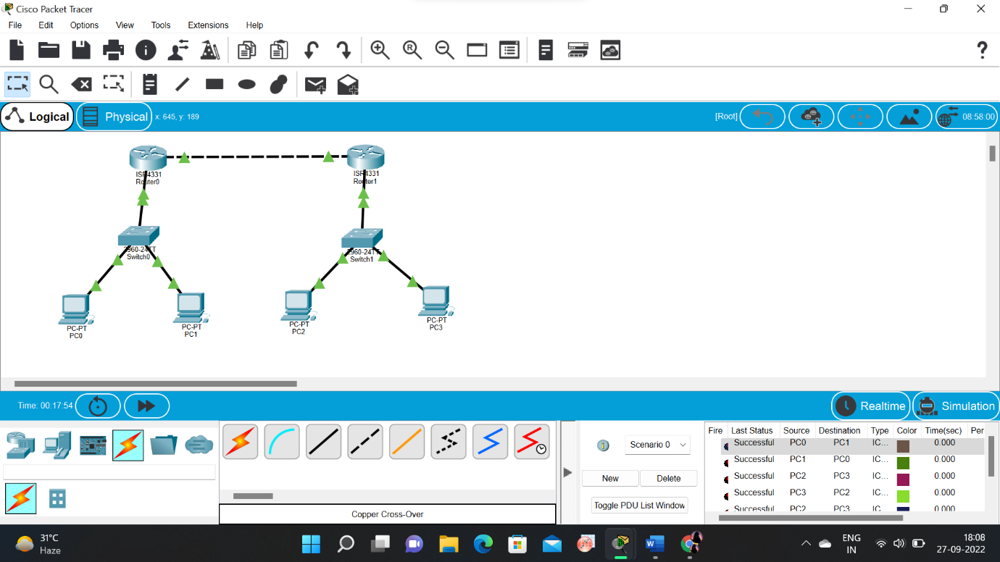 Cisco Packet Tracer
File Edit Options View Tools Extensions Help
Logical Physical x: 645, y: 189 [Root] 08:58:00
ISR4331
Router0
ISR4331
Router1
2960-24TT
Switch0
2960-24TT
Switch1
PC-PT
PC0
PC-PT
PC1
PC-PT
PC2
PC-PT
PC3
Time: 00:17:54 Realtime Simulation
Scenario 0
New Delete
Toggle PDU List Window
Copper Cross-Over
Fire Last Status Source Destination Type Color Time(sec) Per
Successful PC0 PC1 IC... 0.000
Successful PC1 PC0 IC... 0.000
Successful PC2 PC3 IC... 0.000
Successful PC3 PC2 IC... 0.000
Successful PC2 PC3 IC... 0.000
31°C
Haze
ENG
IN
18:08
27-09-2022